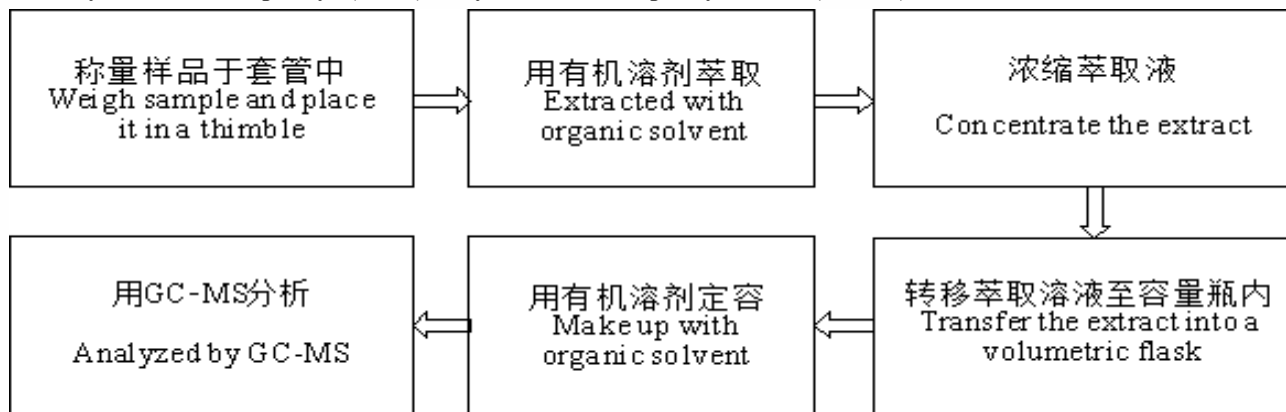 称量样品于套管中
Weigh sample and place
it in a thimble
用有机溶剂萃取
Extracted with
organic solvent
浓缩萃取液
Concentrate the extract
转移萃取溶液至容量瓶内
Transfer the extract into a
volumetric flask
用有机溶剂定容
Make up with
organic solvent
用GC-MS分析
Analyzed by GC-MS